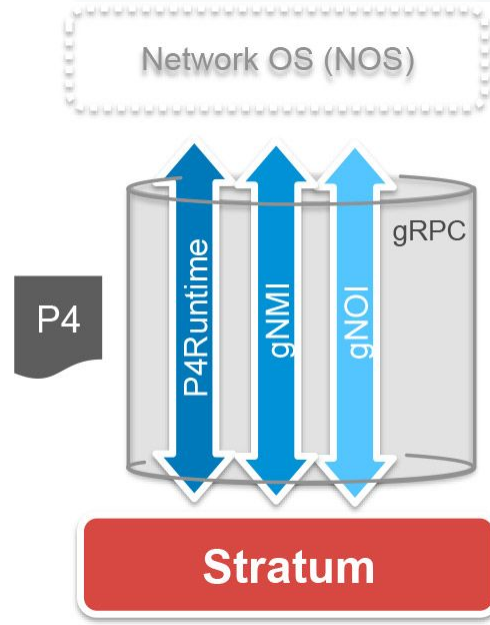 Network OS (NOS)
gRPC
P4
P4Runtime
gNMI
gNOI
Stratum